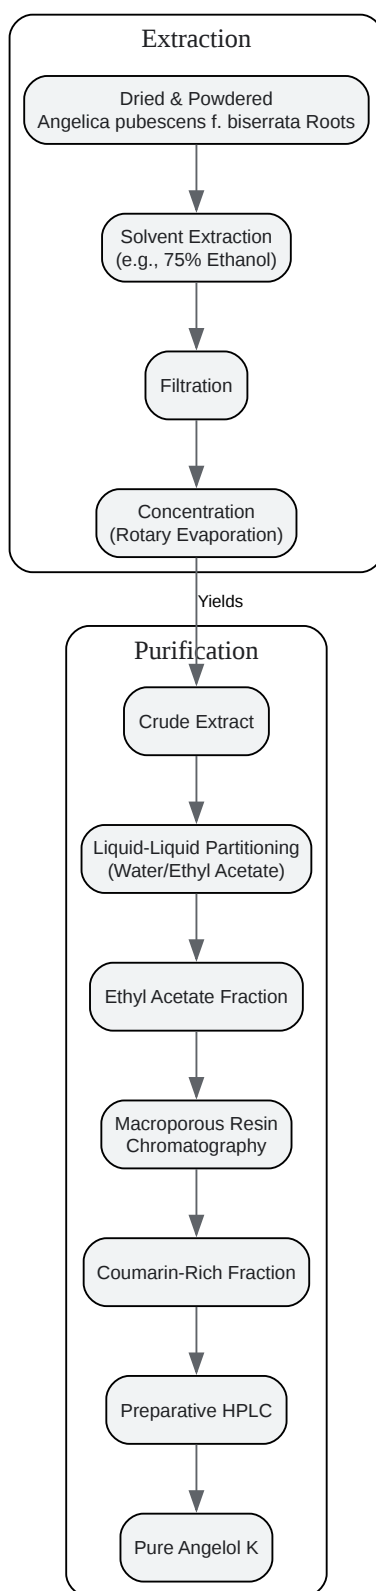 Extraction
Dried & Powdered
Angelica pubescens f. biserrata Roots
Solvent Extraction
(e.g., 75% Ethanol)
Filtration
Concentration
(Rotary Evaporation)
Yields
Purification
Crude Extract
Liquid-Liquid Partitioning
(Water/Ethyl Acetate)
Ethyl Acetate Fraction
Macroporous Resin
Chromatography
Coumarin-Rich Fraction
Preparative HPLC
Pure Angelol K